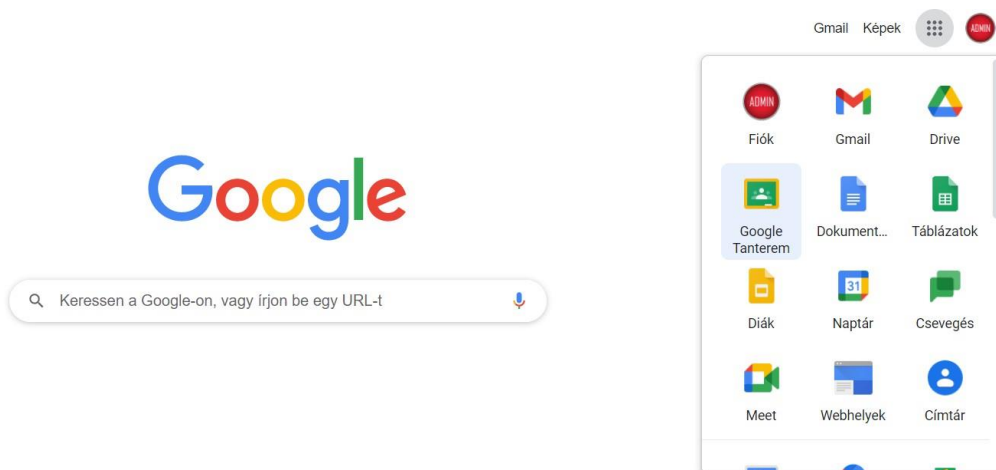 Gmail Képek ADMIN
Google
Keressen a Google-on, vagy írjon be egy URL-t
ADMIN
Fiók Gmail Drive
Google Tanterem Dokument... Táblázatok
31
Diák Naptár Csevegés
Meet Webhelyek Címtár